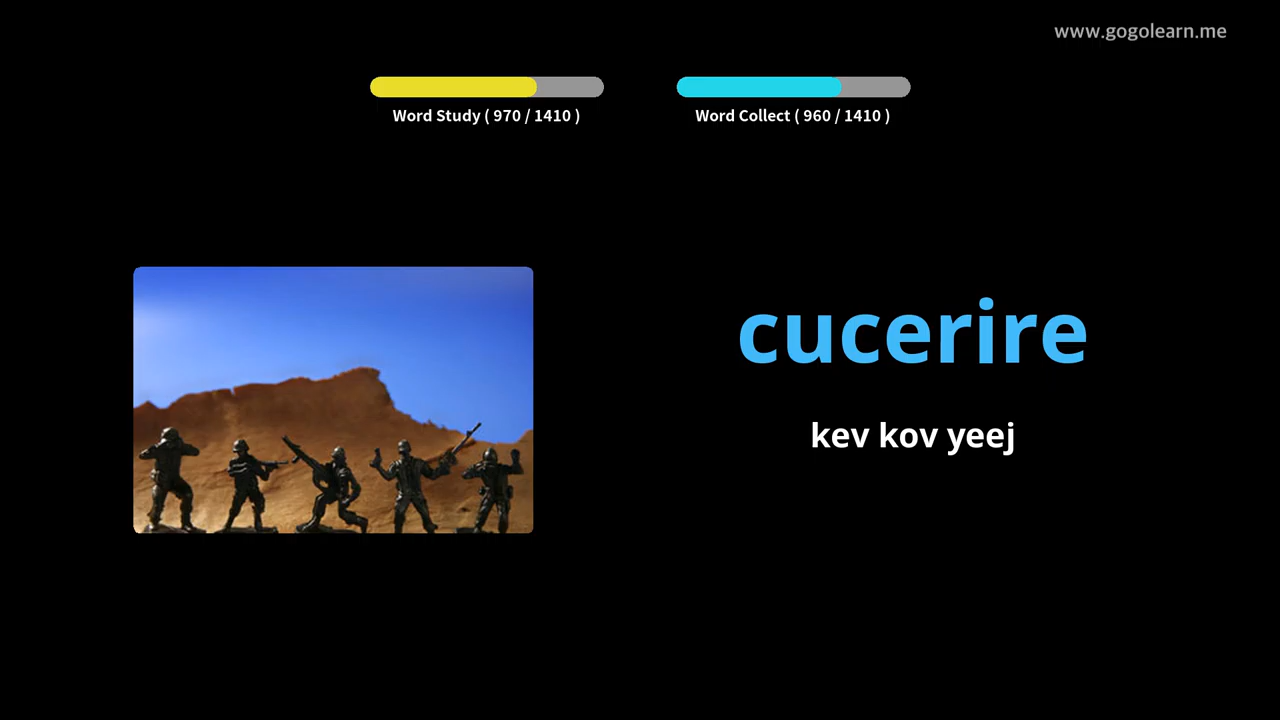 www.gogolearn.me
Word Study ( 970 / 1410 )
Word Collect ( 960 / 1410 )
cucerire
kev kov yeej